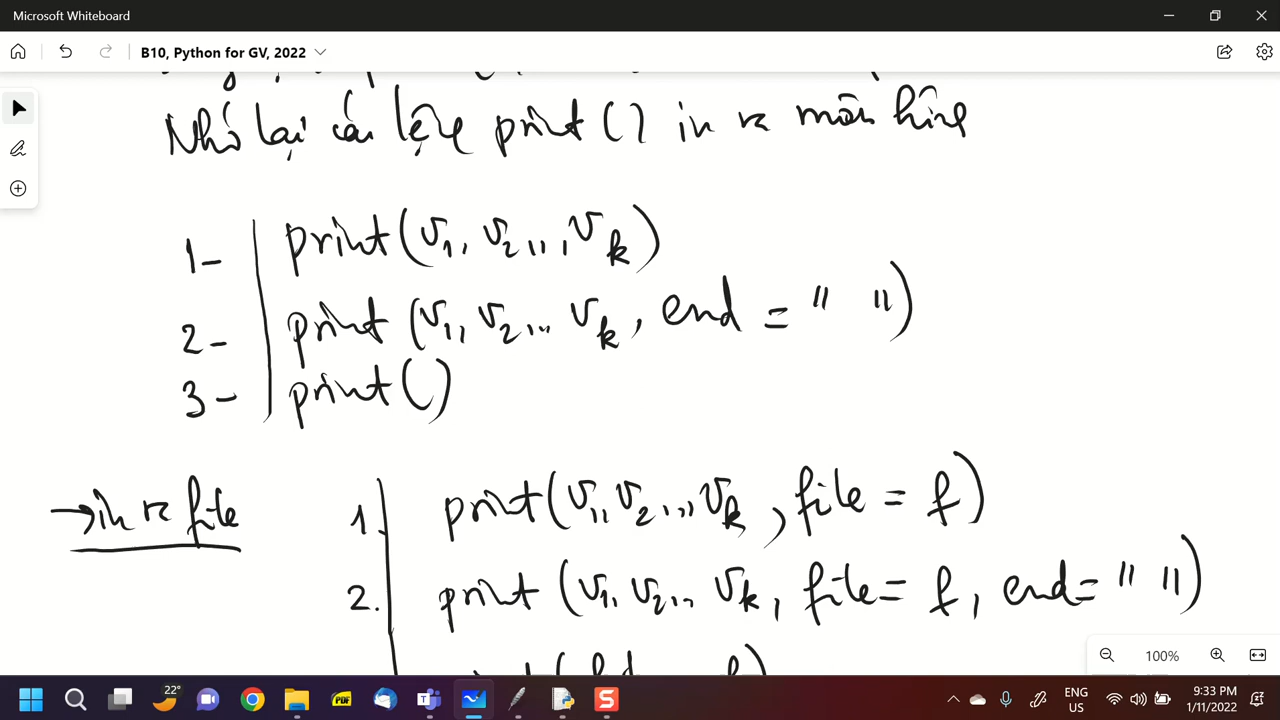 Microsoft Whiteboard
B10, Python for GV, 2022
Nhớ lại các lệnh print() in ra màn hình
1- print(v1, v2,.., vk)
2- print (v1, v2... vk, end = " ")
3- print()
→ in ra file
1. print(v1, v2..., vk, file = f)
2. print (v1, v2.., vk, file = f, end = " ")
100%
22°
ENG
US
9:33 PM
1/11/2022